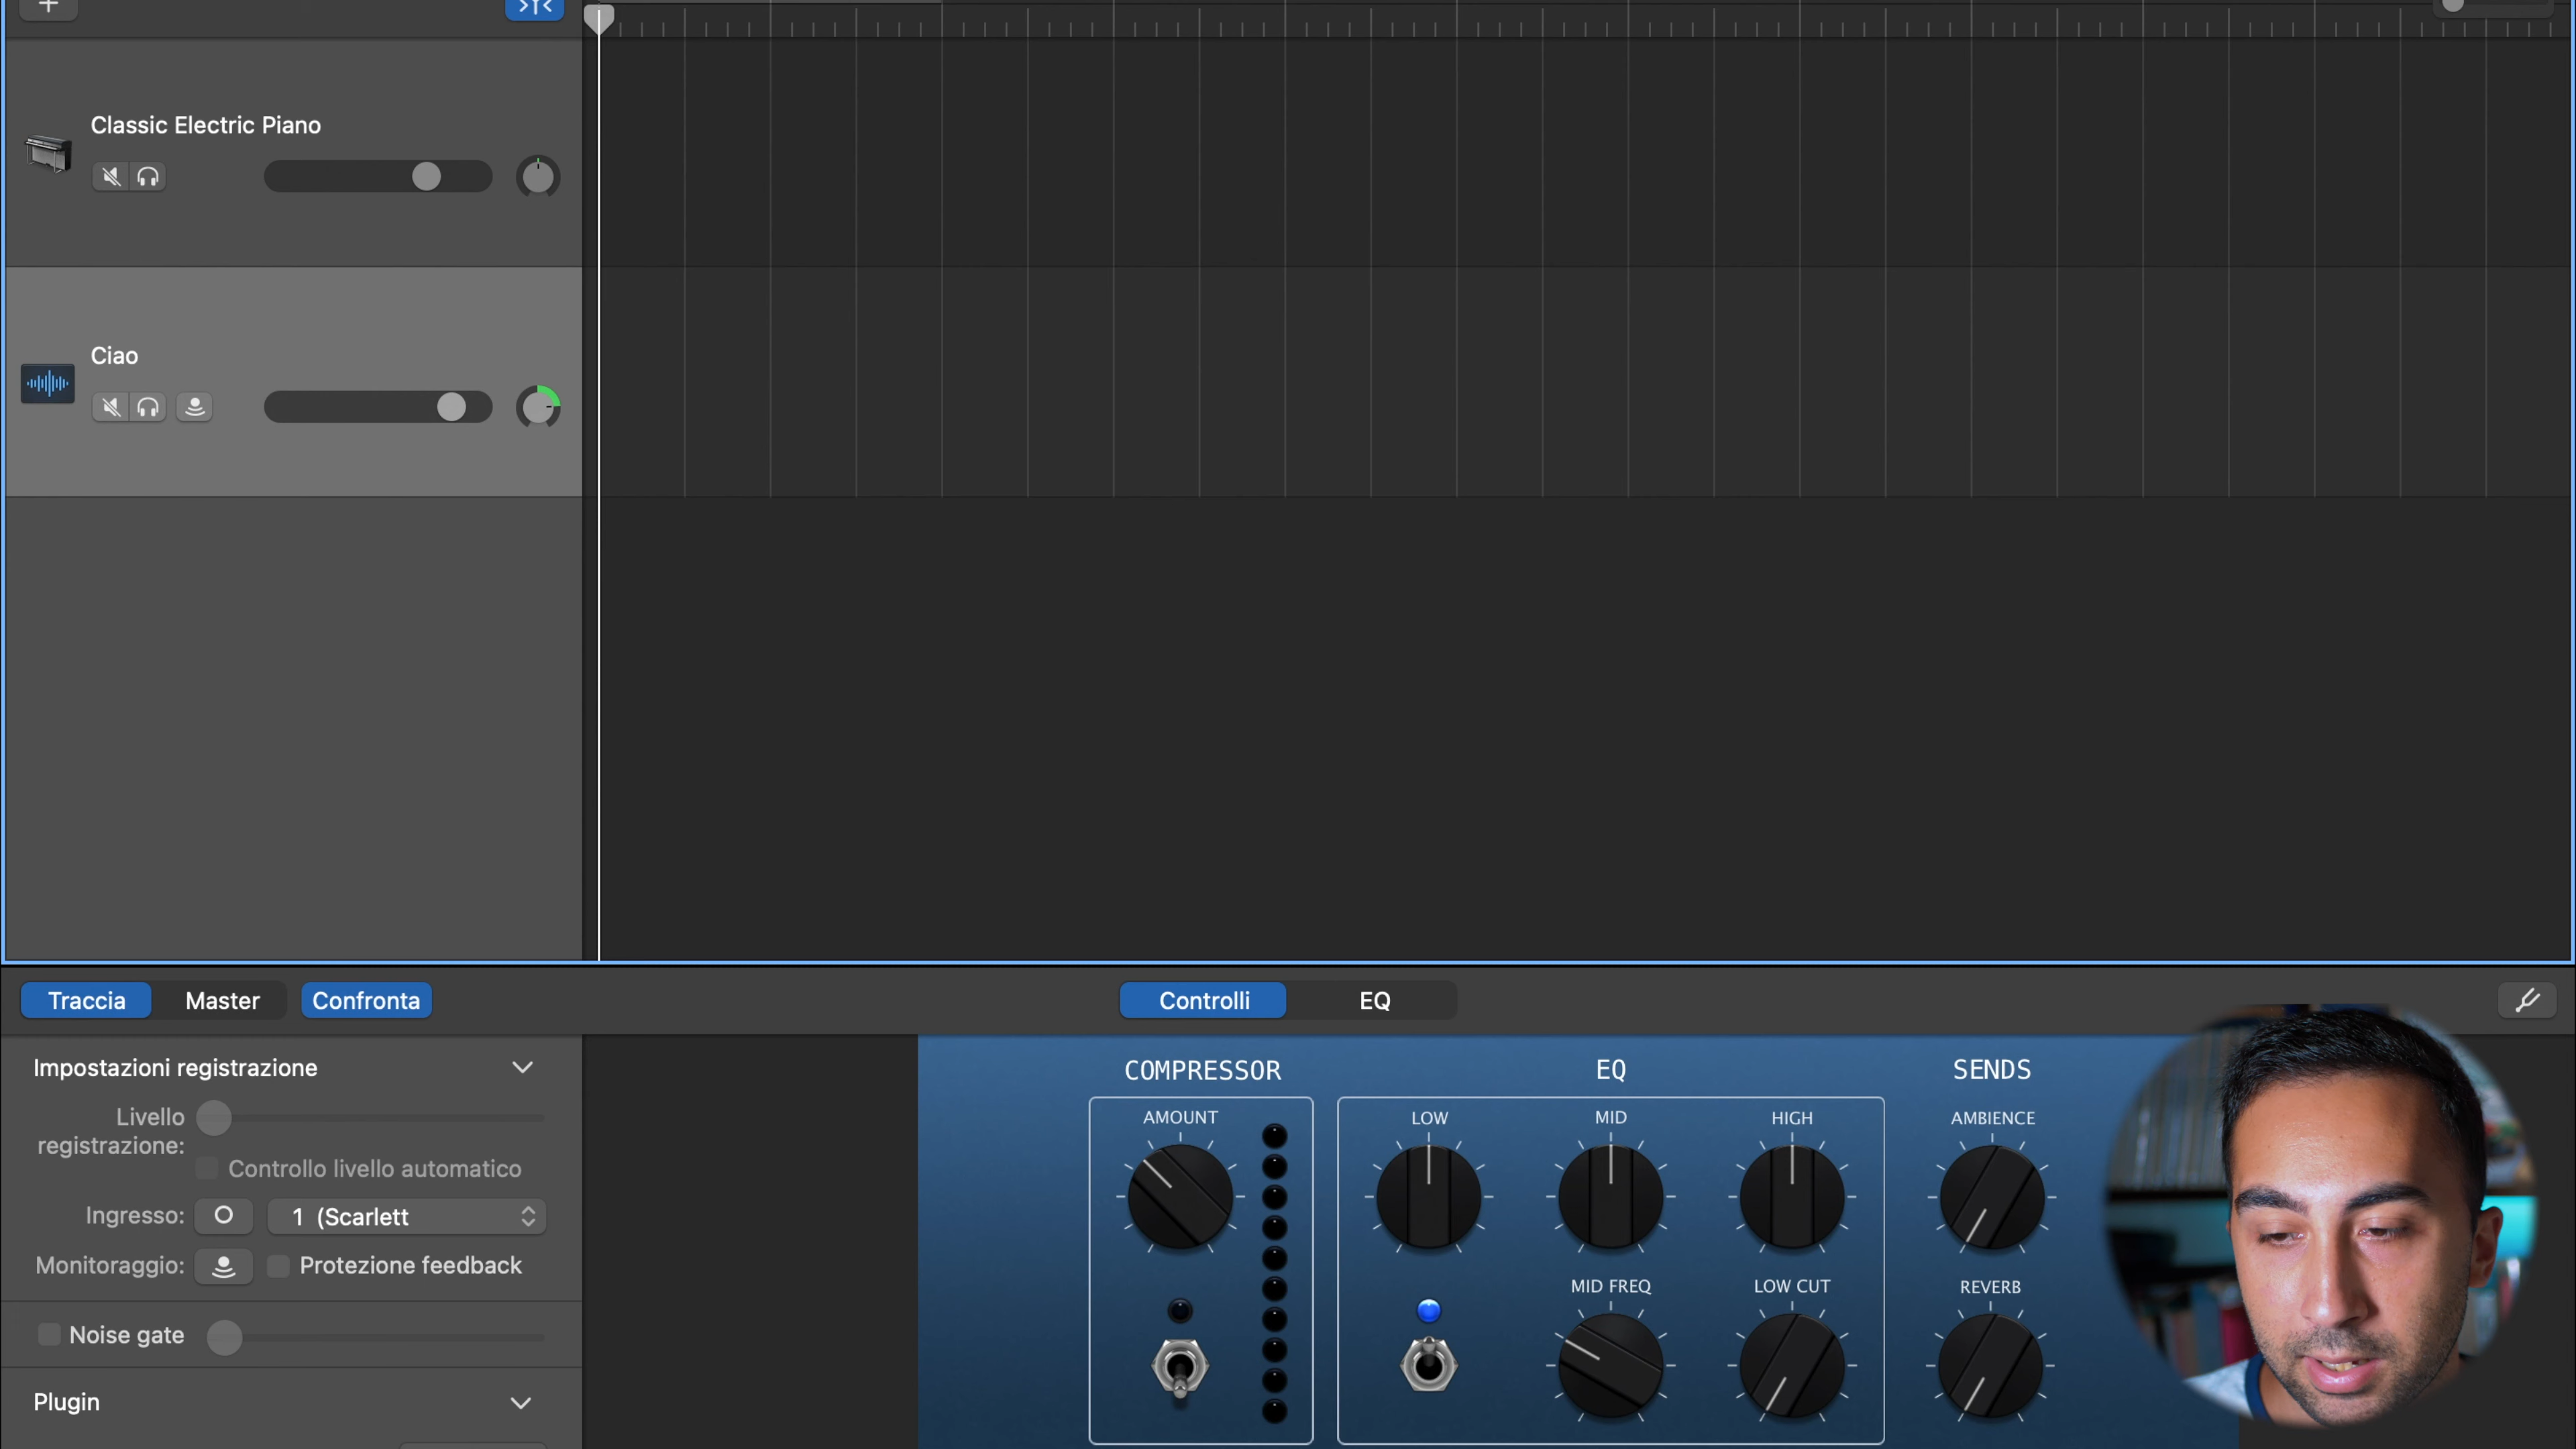 Classic Electric Piano
Ciao
Traccia
Master
Confronta
Controlli
EQ
Impostazioni registrazione
Livello
registrazione:
Controllo livello automatico
Ingresso:
1 (Scarlett
Monitoraggio:
Protezione feedback
Noise gate
Plugin
COMPRESSOR
EQ
SENDS
AMOUNT
LOW
MID
HIGH
AMBIENCE
MID FREQ
LOW CUT
REVERB